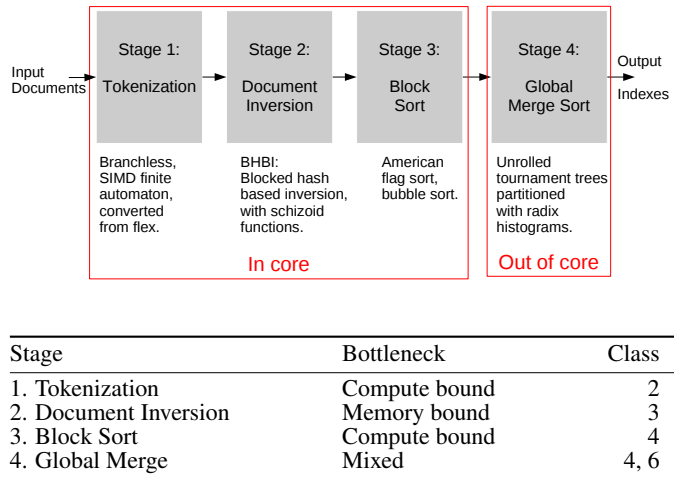 Input
Documents
Stage 1:
Tokenization
Stage 2:
Document
Inversion
Stage 3:
Block
Sort
Stage 4:
Global
Merge Sort
Output
Indexes
Branchless,
SIMD finite
automaton,
converted
from flex.
BHBI:
Blocked hash
based inversion,
with schizoid
functions.
American
flag sort,
bubble sort.
Unrolled
tournament trees
partitioned
with radix
histograms.
In core
Out of core
Stage Bottleneck Class
1. Tokenization Compute bound 2
2. Document Inversion Memory bound 3
3. Block Sort Compute bound 4
4. Global Merge Mixed 4, 6